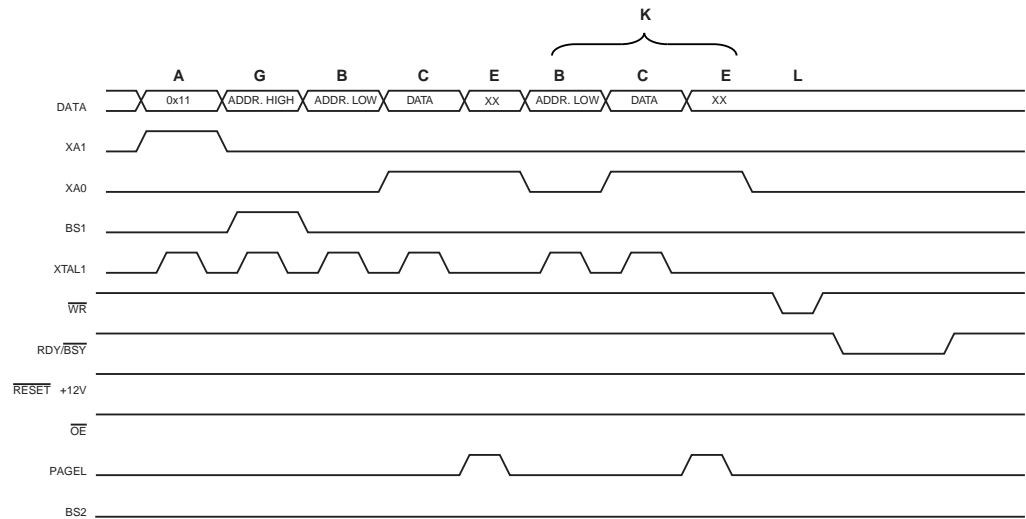 K
A G B C E B C E L
DATA 0x11 ADDR. HIGH ADDR. LOW DATA XX ADDR. LOW DATA XX
XA1
XA0
BS1
XTAL1
WR
RDY/BSY
RESET +12V
OE
PAGEL
BS2